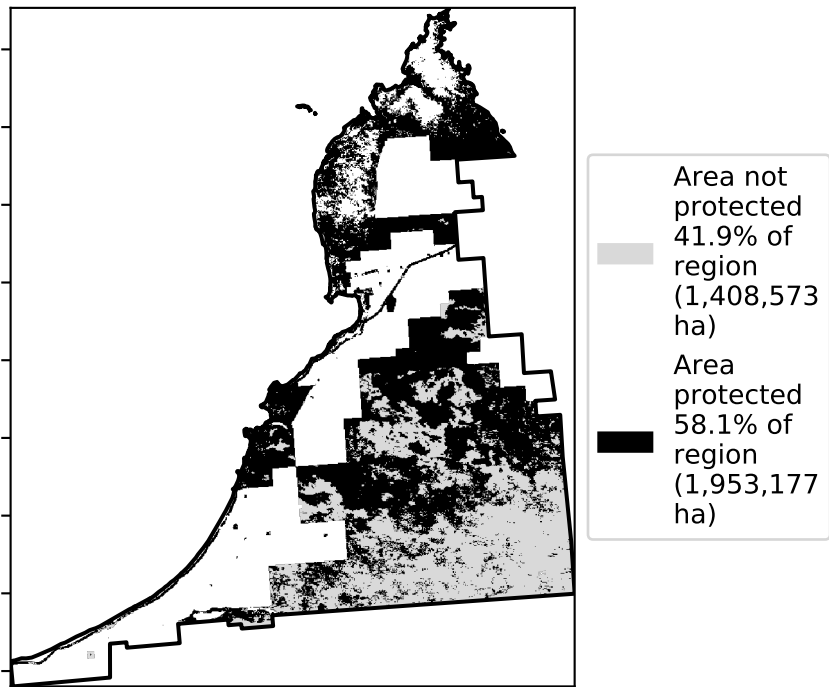 Area not
protected
41.9% of
region
(1,408,573
ha)
Area
protected
58.1% of
region
(1,953,177
ha)